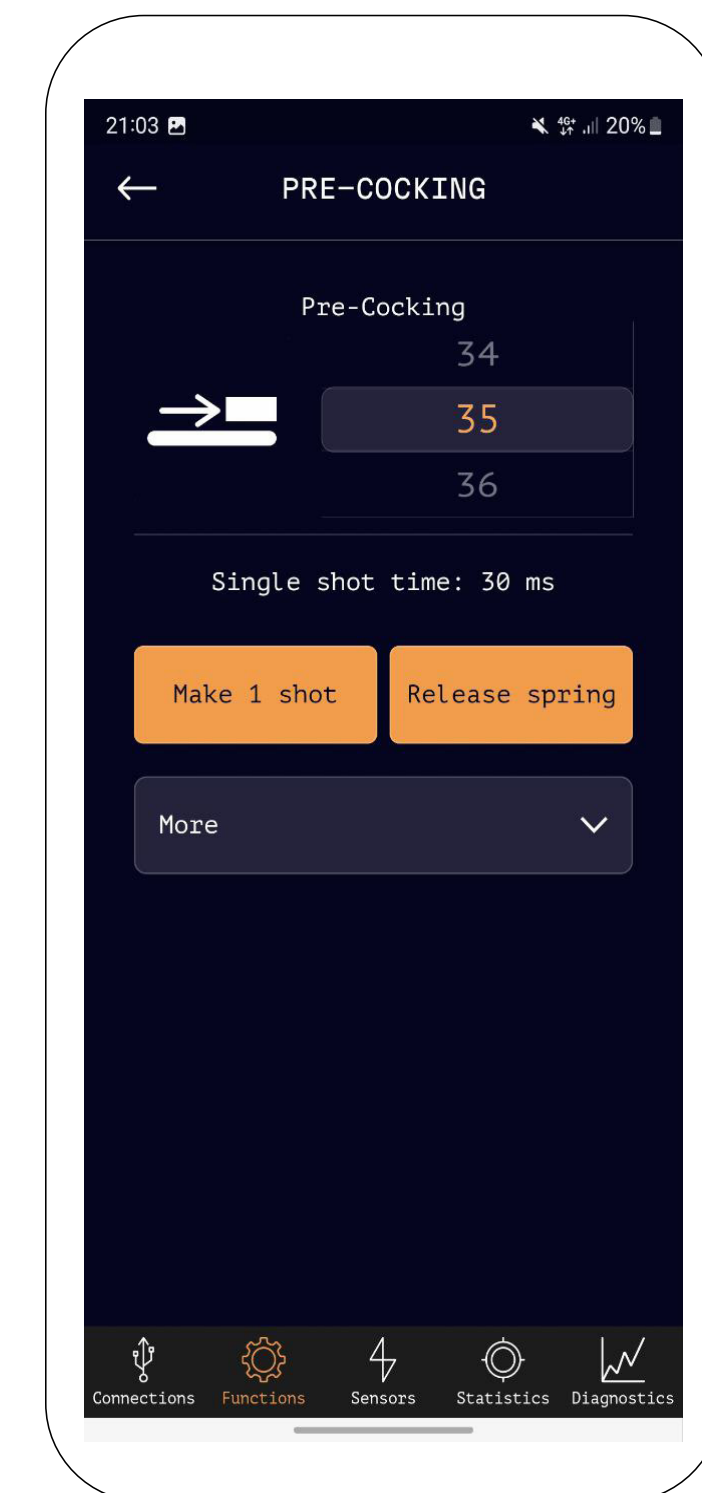 21:03 4G+ 20%
PRE-COCKING
Pre-Cocking
34
35
36
Single shot time: 30 ms
Make 1 shot Release spring
More
Connections Functions Sensors Statistics Diagnostics